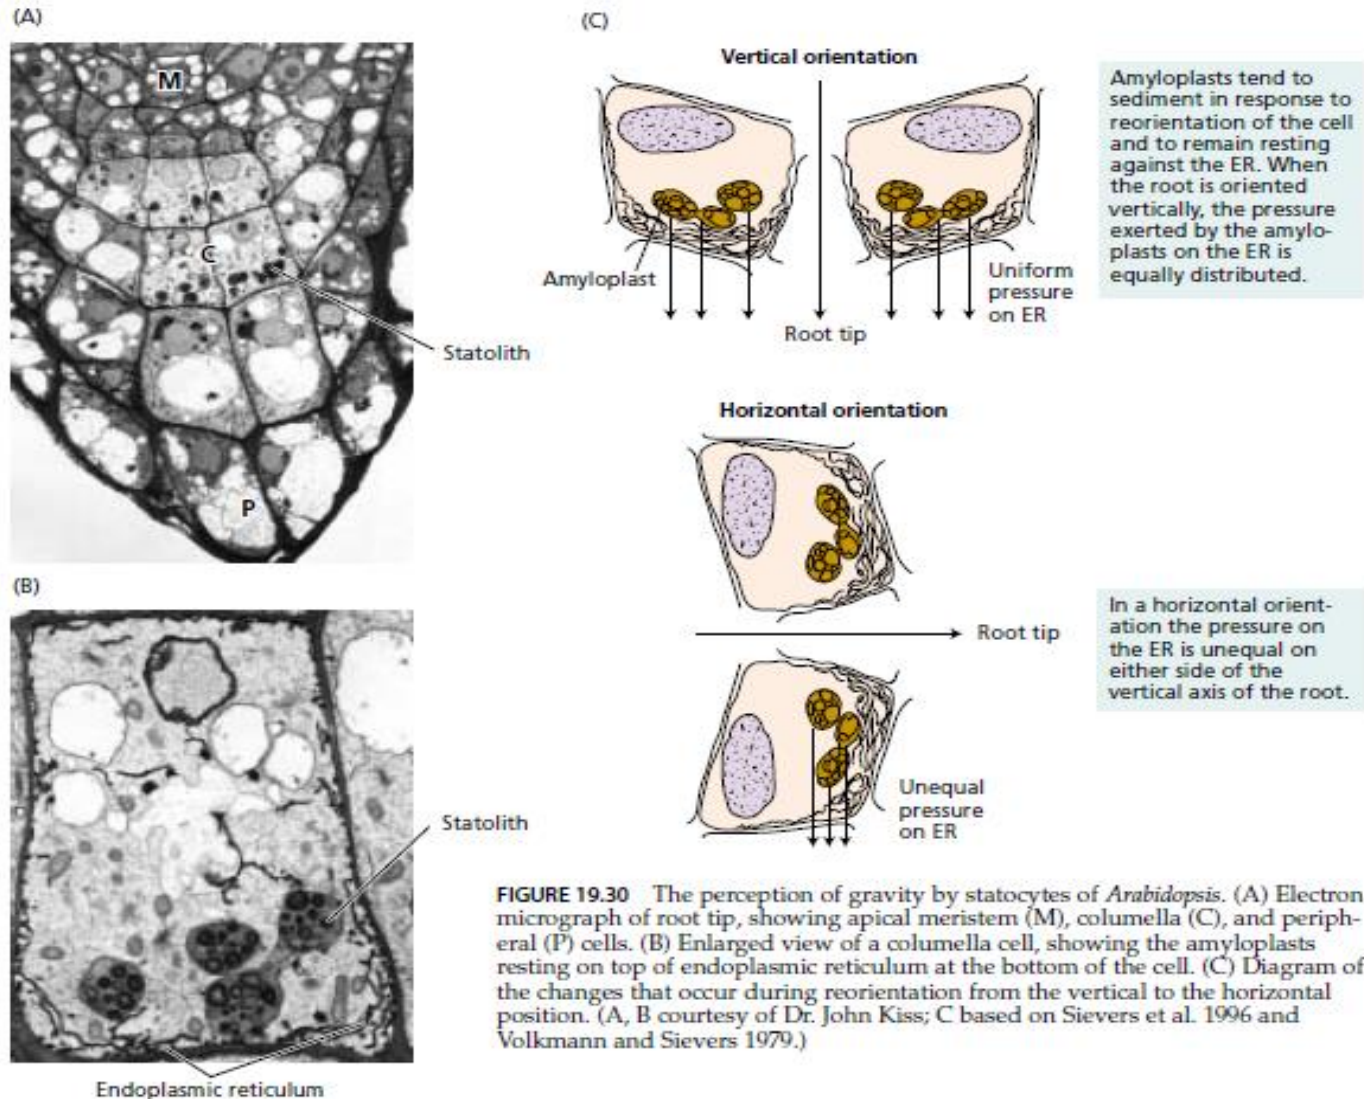 (A)
M
C
Statolith
P
(B)
Statolith
Endoplasmic reticulum
(C)
Vertical orientation
Amyloplast
Uniform
pressure
on ER
Root tip
Amyloplasts tend to
sediment in response to
reorientation of the cell
and to remain resting
against the ER. When
the root is oriented
vertically, the pressure
exerted by the amylo-
plasts on the ER is
equally distributed.
Horizontal orientation
Root tip
Unequal
pressure
on ER
In a horizontal orient-
ation the pressure on
the ER is unequal on
either side of the
vertical axis of the root.
FIGURE 19.30 The perception of gravity by statocytes of Arabidopsis. (A) Electron
micrograph of root tip, showing apical meristem (M), columella (C), and periph-
eral (P) cells. (B) Enlarged view of a columella cell, showing the amyloplasts
resting on top of endoplasmic reticulum at the bottom of the cell. (C) Diagram of
the changes that occur during reorientation from the vertical to the horizontal
position. (A, B courtesy of Dr. John Kiss; C based on Sievers et al. 1996 and
Volkmann and Sievers 1979.)